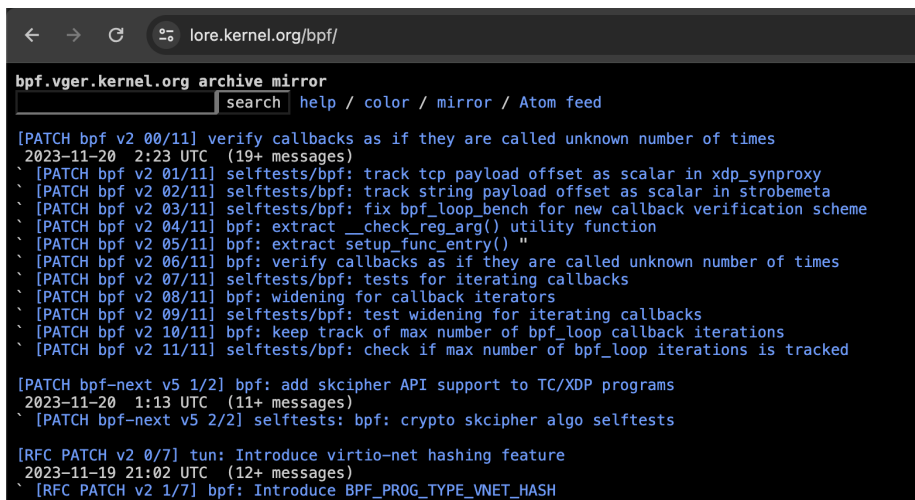 lore.kernel.org/bpf/
bpf.vger.kernel.org archive mirror
search help / color / mirror / Atom feed
[PATCH bpf v2 00/11] verify callbacks as if they are called unknown number of times
2023-11-20 2:23 UTC (19+ messages)
` [PATCH bpf v2 01/11] selftests/bpf: track tcp payload offset as scalar in xdp_synproxy
` [PATCH bpf v2 02/11] selftests/bpf: track string payload offset as scalar in strobemeta
` [PATCH bpf v2 03/11] selftests/bpf: fix bpf_loop_bench for new callback verification scheme
` [PATCH bpf v2 04/11] bpf: extract __check_reg_arg() utility function
` [PATCH bpf v2 05/11] bpf: extract setup_func_entry() "
` [PATCH bpf v2 06/11] bpf: verify callbacks as if they are called unknown number of times
` [PATCH bpf v2 07/11] selftests/bpf: tests for iterating callbacks
` [PATCH bpf v2 08/11] bpf: widening for callback iterators
` [PATCH bpf v2 09/11] selftests/bpf: test widening for iterating callbacks
` [PATCH bpf v2 10/11] bpf: keep track of max number of bpf_loop callback iterations
` [PATCH bpf v2 11/11] selftests/bpf: check if max number of bpf_loop iterations is tracked
[PATCH bpf-next v5 1/2] bpf: add skcipher API support to TC/XDP programs
2023-11-20 1:13 UTC (11+ messages)
` [PATCH bpf-next v5 2/2] selftests: bpf: crypto skcipher algo selftests
[RFC PATCH v2 0/7] tun: Introduce virtio-net hashing feature
2023-11-19 21:02 UTC (12+ messages)
` [RFC PATCH v2 1/7] bpf: Introduce BPF_PROG_TYPE_VNET_HASH